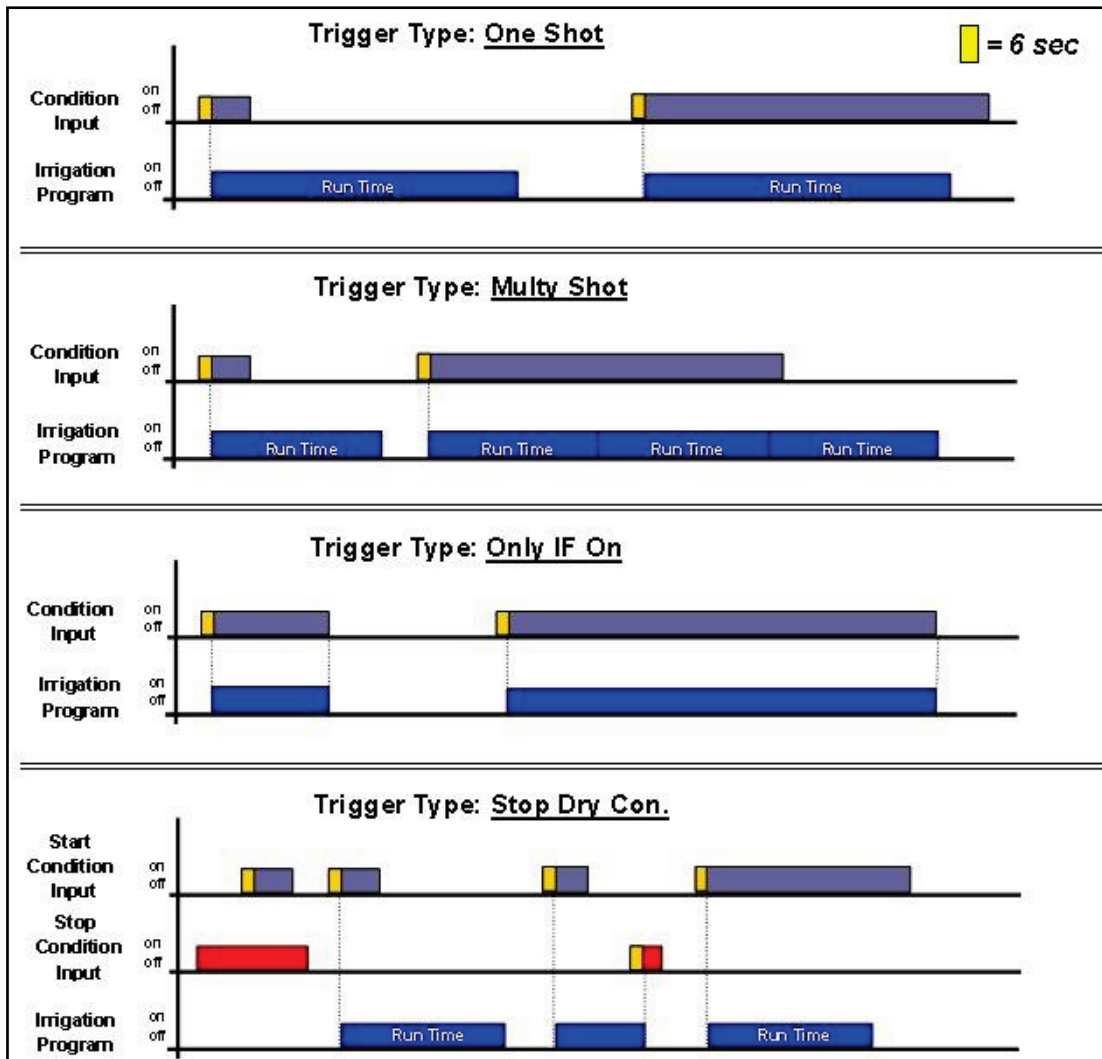 Trigger Type: One Shot
= 6 sec
Condition
Input
on
off
Irrigation
Program
on
off
Run Time
Run Time
Trigger Type: Multy Shot
Condition
Input
on
off
Irrigation
Program
on
off
Run Time
Run Time
Run Time
Run Time
Trigger Type: Only IF On
Condition
Input
on
off
Irrigation
Program
on
off
Trigger Type: Stop Dry Con.
Start
Condition
Input
on
off
Stop
Condition
Input
on
off
Irrigation
Program
on
off
Run Time
Run Time